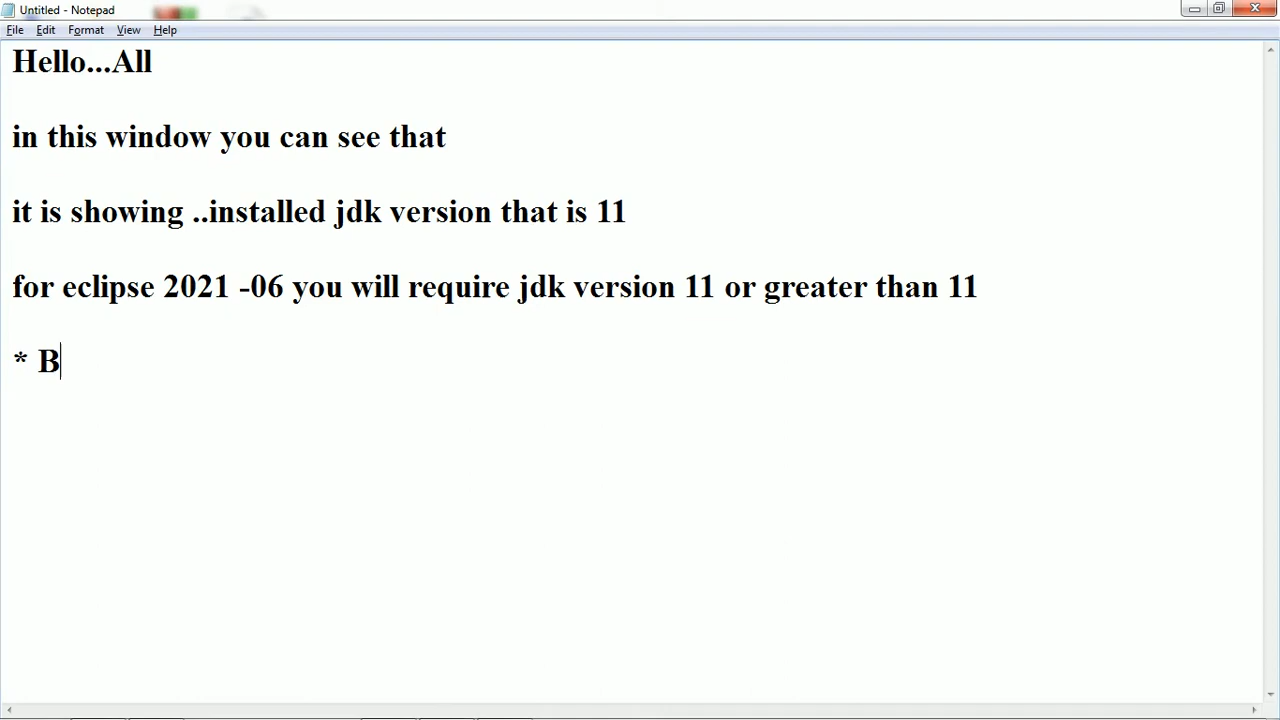 Untitled - Notepad
File Edit Format View Help
Hello...All
in this window you can see that
it is showing ..installed jdk version that is 11
for eclipse 2021 -06 you will require jdk version 11 or greater than 11
* B